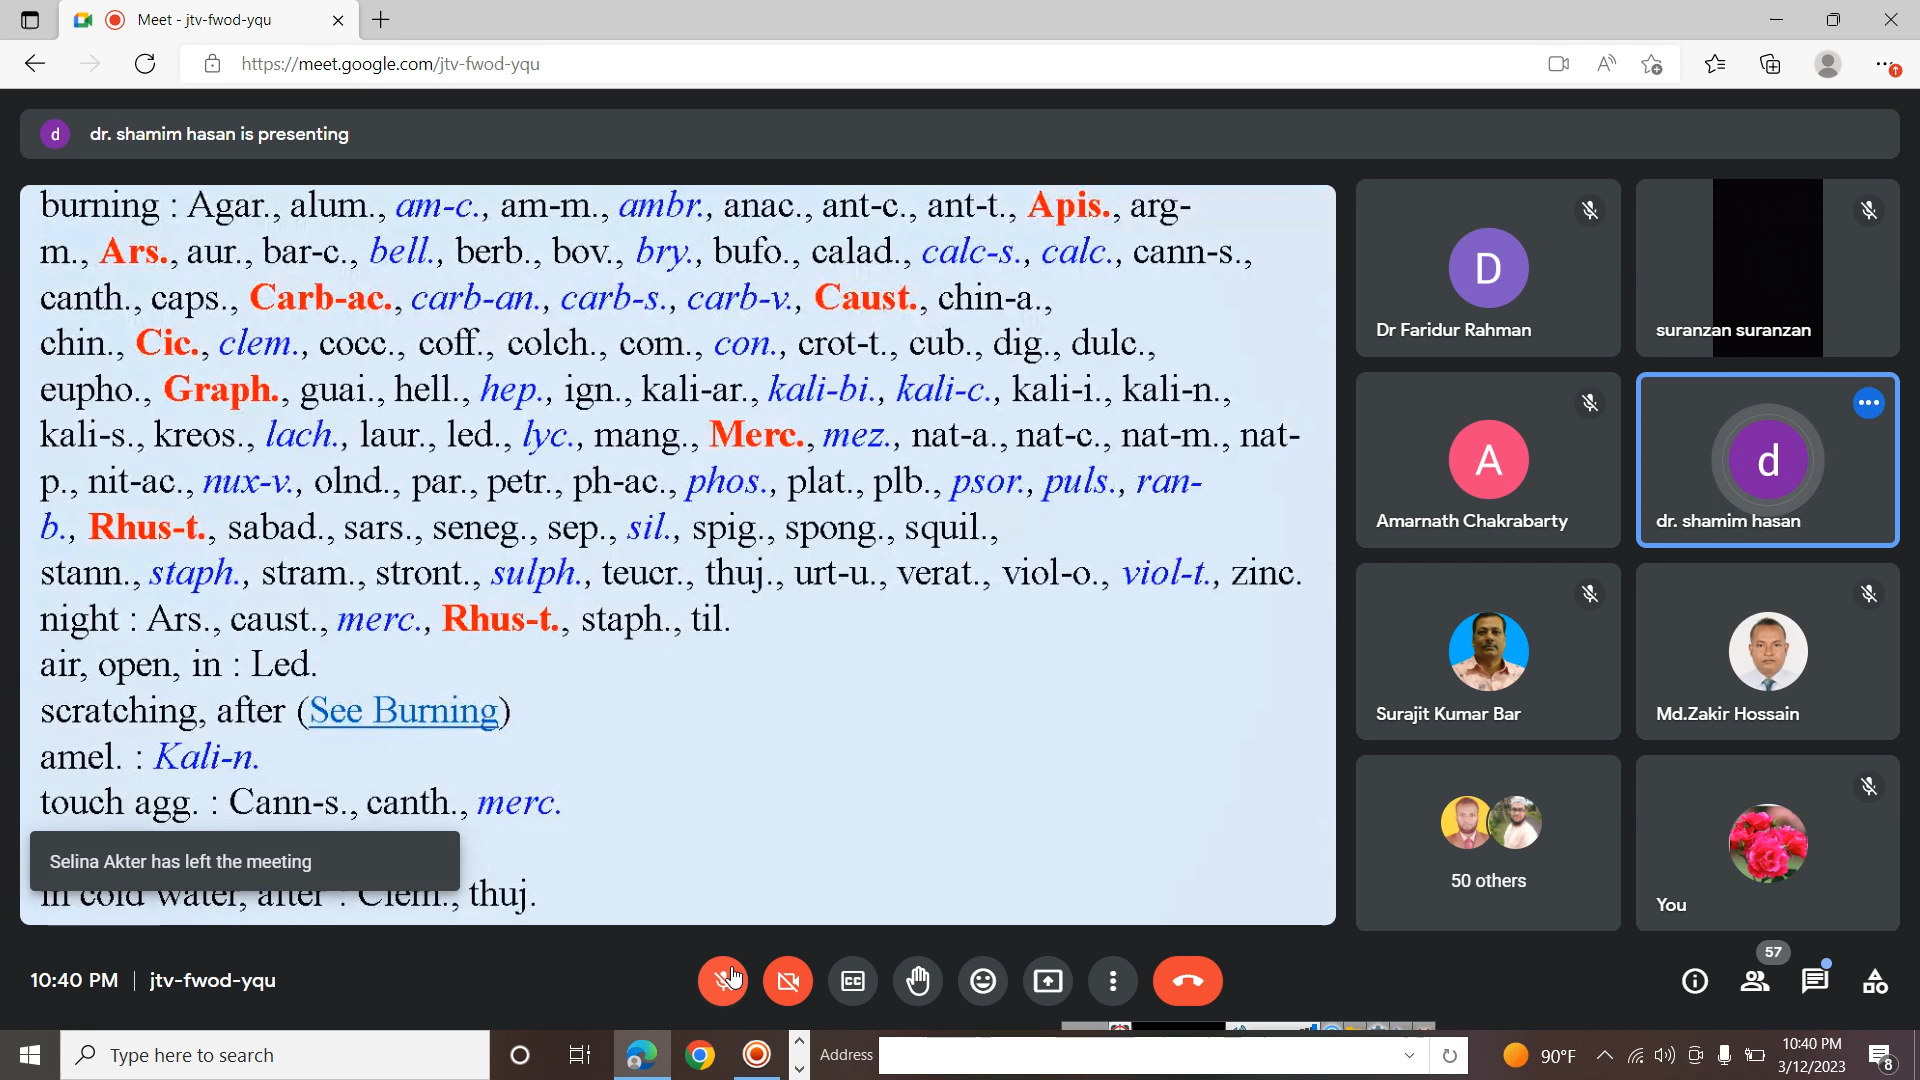 Meet - jtv-fwod-yqu
https://meet.google.com/jtv-fwod-yqu
d dr. shamim hasan is presenting
burning : Agar., alum., am-c., am-m., ambr., anac., ant-c., ant-t., Apis., arg-
m., Ars., aur., bar-c., bell., berb., bov., bry., bufo., calad., calc-s., calc., cann-s.,
canth., caps., Carb-ac., carb-an., carb-s., carb-v., Caust., chin-a.,
chin., Cic., clem., cocc., coff., colch., com., con., crot-t., cub., dig., dulc.,
eupho., Graph., guai., hell., hep., ign., kali-ar., kali-bi., kali-c., kali-i., kali-n.,
kali-s., kreos., lach., laur., led., lyc., mang., Merc., mez., nat-a., nat-c., nat-m., nat-
p., nit-ac., nux-v., olnd., par., petr., ph-ac., phos., plat., plb., psor., puls., ran-
b., Rhus-t., sabad., sars., seneg., sep., sil., spig., spong., squil.,
stann., staph., stram., stront., sulph., teucr., thuj., urt-u., verat., viol-o., viol-t., zinc.
night : Ars., caust., merc., Rhus-t., staph., til.
air, open, in : Led.
scratching, after (See Burning)
amel. : Kali-n.
touch agg. : Cann-s., canth., merc.
Selina Akter has left the meeting
in cold water, after : Clem., thuj.
D
Dr Faridur Rahman
suranzan suranzan
A
Amarnath Chakrabarty
d
dr. shamim hasan
Surajit Kumar Bar
Md.Zakir Hossain
50 others
You
10:40 PM | jtv-fwod-yqu
57
Type here to search
Address
90°F
10:40 PM
3/12/2023
8